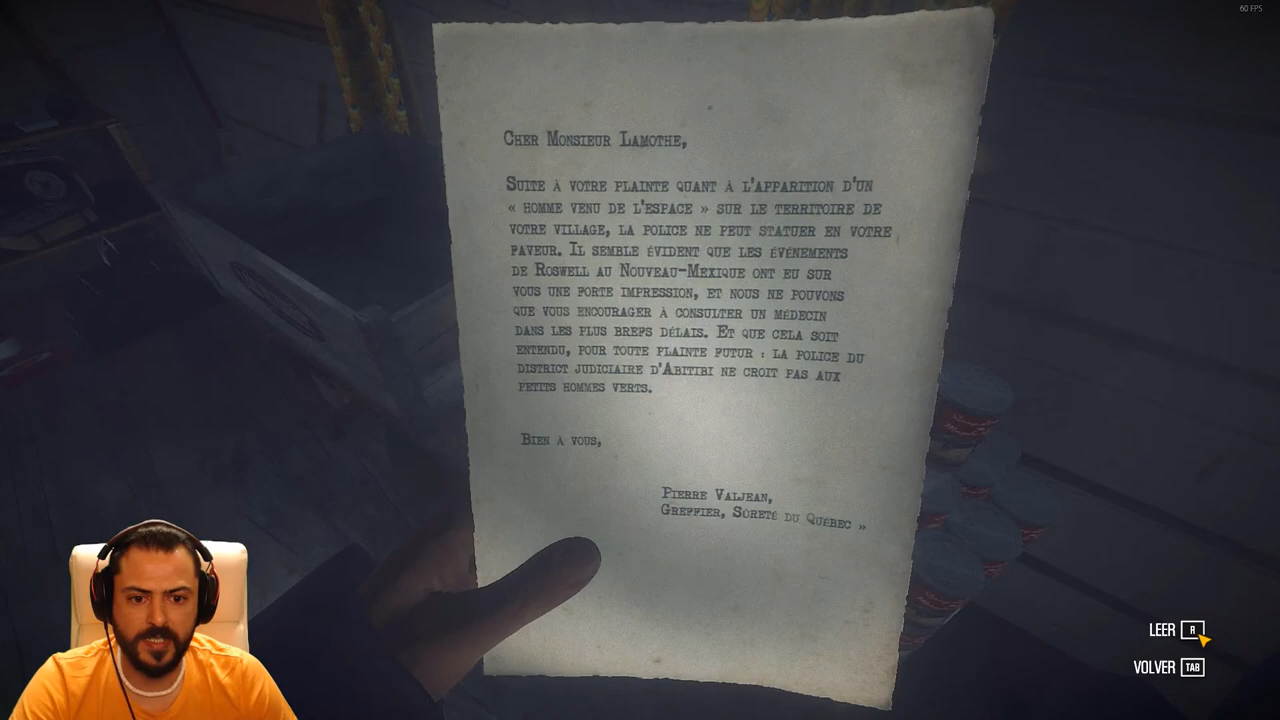 60 FPS
Cher Monsieur Lamothe,
Suite à votre plainte quant à l'apparition d'un
« homme venu de l'espace » sur le territoire de
votre village, la police ne peut statuer en votre
faveur. Il semble évident que les événements
de Roswell au Nouveau-Mexique ont eu sur
vous une forte impression, et nous ne pouvons
que vous encourager à consulter un médecin
dans les plus brefs délais. Et que cela soit
entendu, pour toute plainte futur : la police du
district judiciaire d'Abitibi ne croit pas aux
petits hommes verts.
Bien à vous,
Pierre Valjean,
Greffier, Sûreté du Québec »
LEER R
VOLVER TAB